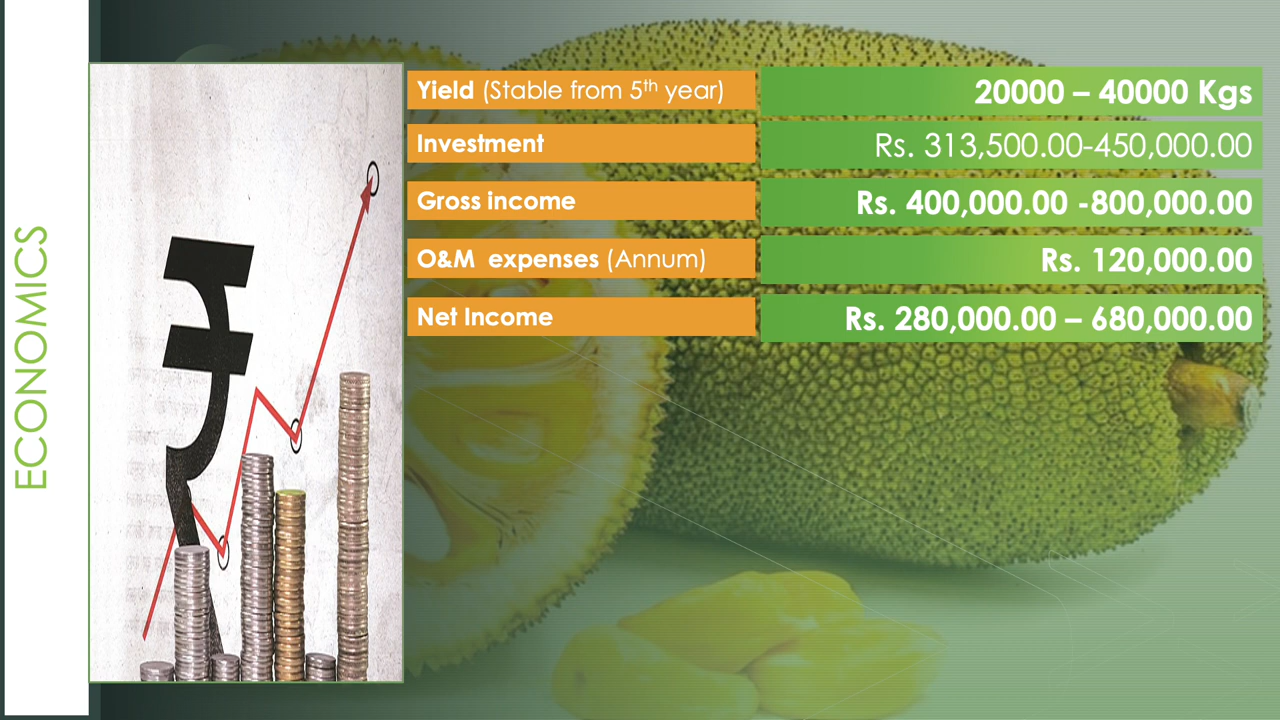 ECONOMICS
Yield (Stable from 5th year) 20000 – 40000 Kgs
Investment Rs. 313,500.00-450,000.00
Gross income Rs. 400,000.00 -800,000.00
O&M  expenses (Annum) Rs. 120,000.00
Net Income Rs. 280,000.00 – 680,000.00